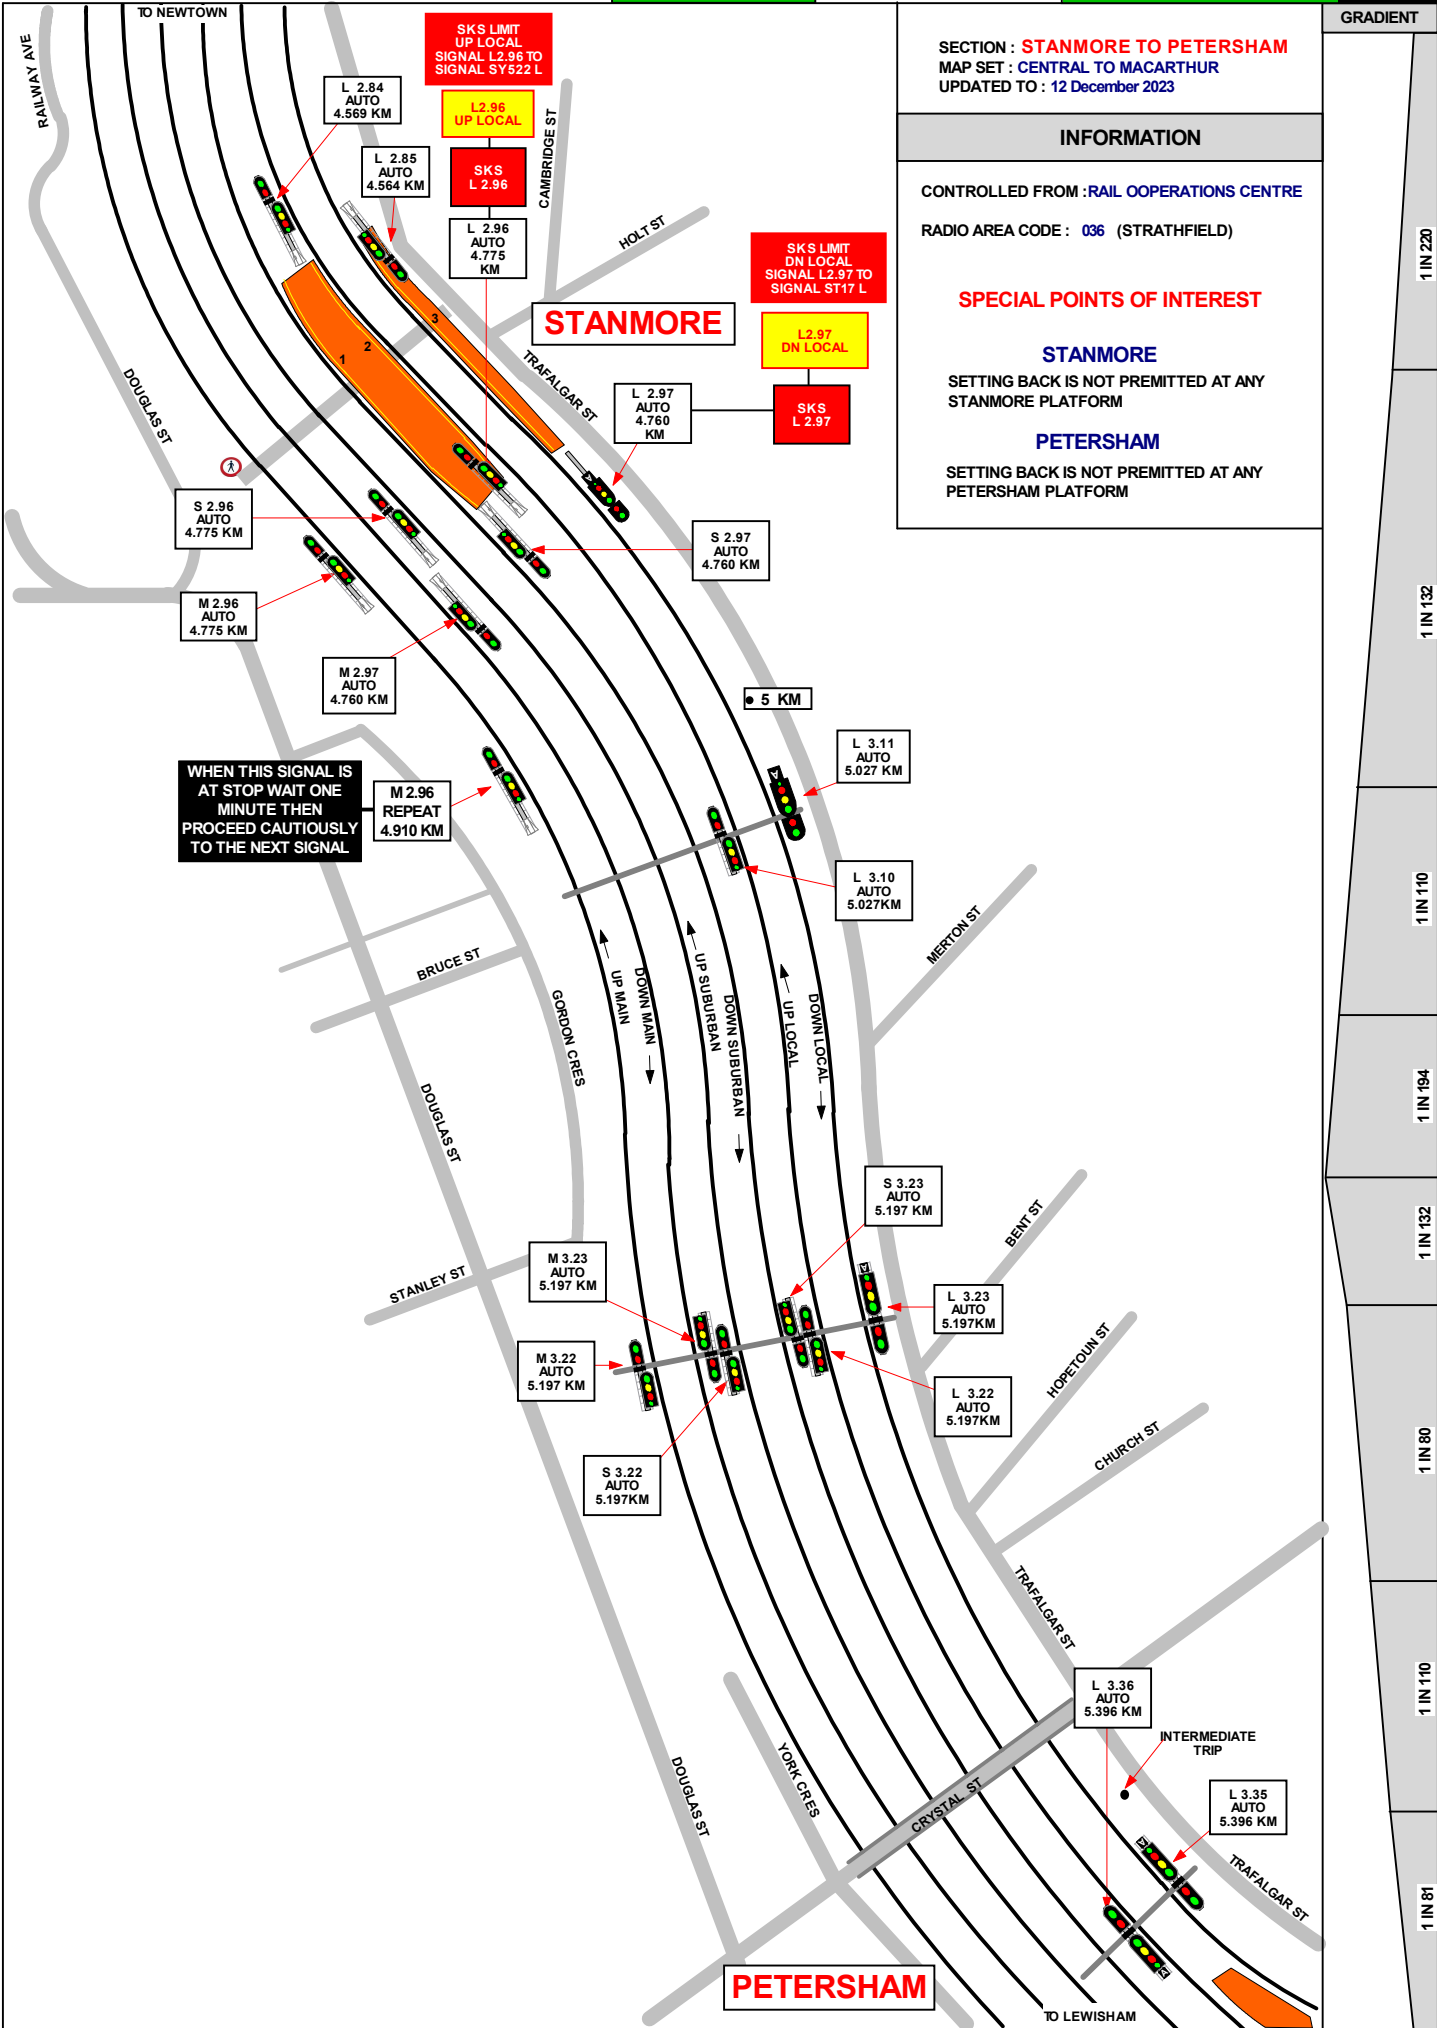 TO NEWTOWN
GRADIENT
RAILWAY AVE
SKS LIMIT
UP LOCAL
SIGNAL L2.96 TO
SIGNAL SY522 L
SECTION : STANMORE TO PETERSHAM
MAP SET : CENTRAL TO MACARTHUR
UPDATED TO : 12 December 2023
L 2.84
AUTO
4.569 KM
L2.96
UP LOCAL
CAMBRIDGE ST
INFORMATION
L 2.85
AUTO
4.564 KM
SKS
L 2.96
CONTROLLED FROM :RAIL OOPERATIONS CENTRE
RADIO AREA CODE : 036 (STRATHFIELD)
L 2.96
AUTO
4.775
KM
HOLT ST
SKS LIMIT
DN LOCAL
SIGNAL L2.97 TO
SIGNAL ST17 L
1 IN 220
SPECIAL POINTS OF INTEREST
STANMORE
3
2
1
L2.97
DN LOCAL
STANMORE
SETTING BACK IS NOT PREMITTED AT ANY
STANMORE PLATFORM
DOUGLAS ST
TRAFALGAR ST
L 2.97
AUTO
4.760
KM
SKS
L 2.97
PETERSHAM
SETTING BACK IS NOT PREMITTED AT ANY
PETERSHAM PLATFORM
S 2.96
AUTO
4.775 KM
S 2.97
AUTO
4.760 KM
M 2.96
AUTO
4.775 KM
1 IN 132
M 2.97
AUTO
4.760 KM
5 KM
L 3.11
AUTO
5.027 KM
WHEN THIS SIGNAL IS
AT STOP WAIT ONE
MINUTE THEN
PROCEED CAUTIOUSLY
TO THE NEXT SIGNAL
M 2.96
REPEAT
4.910 KM
A
L 3.10
AUTO
5.027KM
1 IN 110
MERTON ST
BRUCE ST
GORDON CRES
UP MAIN
DOWN MAIN
UP SUBURBAN
DOWN SUBURBAN
UP LOCAL
DOWN LOCAL
DOUGLAS ST
1 IN 194
S 3.23
AUTO
5.197 KM
BENT ST
1 IN 132
M 3.23
AUTO
5.197 KM
STANLEY ST
A
L 3.23
AUTO
5.197KM
M 3.22
AUTO
5.197 KM
HOPETOUN ST
L 3.22
AUTO
5.197KM
CHURCH ST
1 IN 80
S 3.22
AUTO
5.197KM
TRAFALGAR ST
L 3.36
AUTO
5.396 KM
1 IN 110
INTERMEDIATE
TRIP
DOUGLAS ST
YORK CRES
CRYSTAL ST
L 3.35
AUTO
5.396 KM
A
TRAFALGAR ST
1 IN 81
A
PETERSHAM
TO LEWISHAM